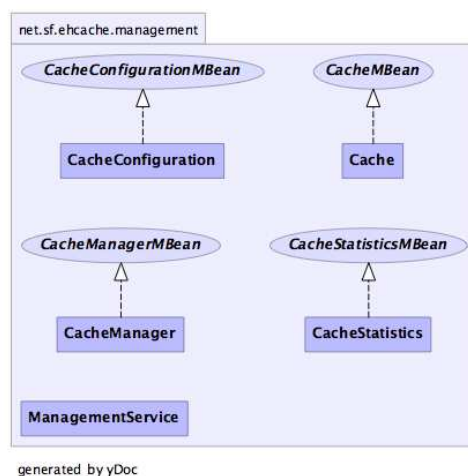 net.sf.ehcache.management
CacheConfigurationMBean
CacheMBean
CacheConfiguration
Cache
CacheManagerMBean
CacheStatisticsMBean
CacheManager
CacheStatistics
ManagementService
generated by yDoc